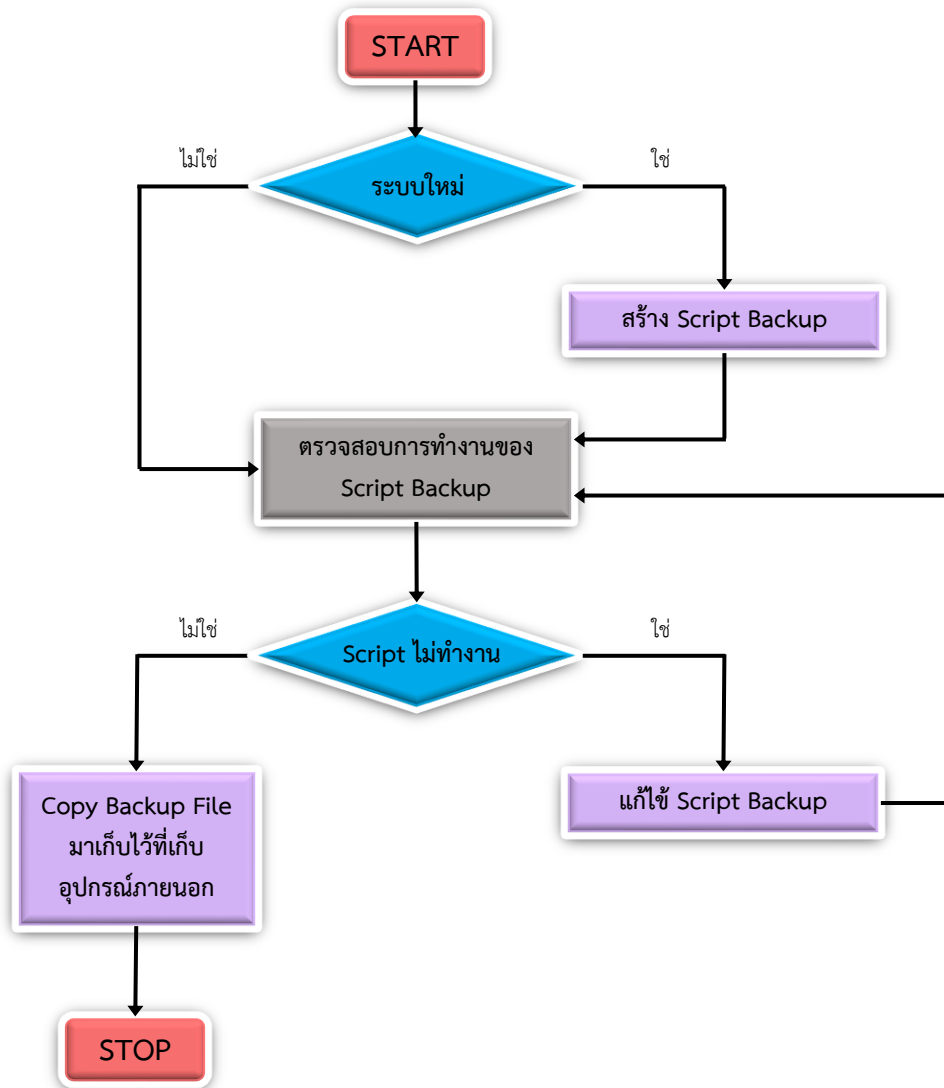 START
ไม่ใช่
ใช่
ระบบใหม่
สร้าง Script Backup
ตรวจสอบการทำงานของ
Script Backup
ไม่ใช่
ใช่
Script ไม่ทำงาน
Copy Backup File
มาเก็บไว้ที่เก็บ
อุปกรณ์ภายนอก
แก้ไข้ Script Backup
STOP